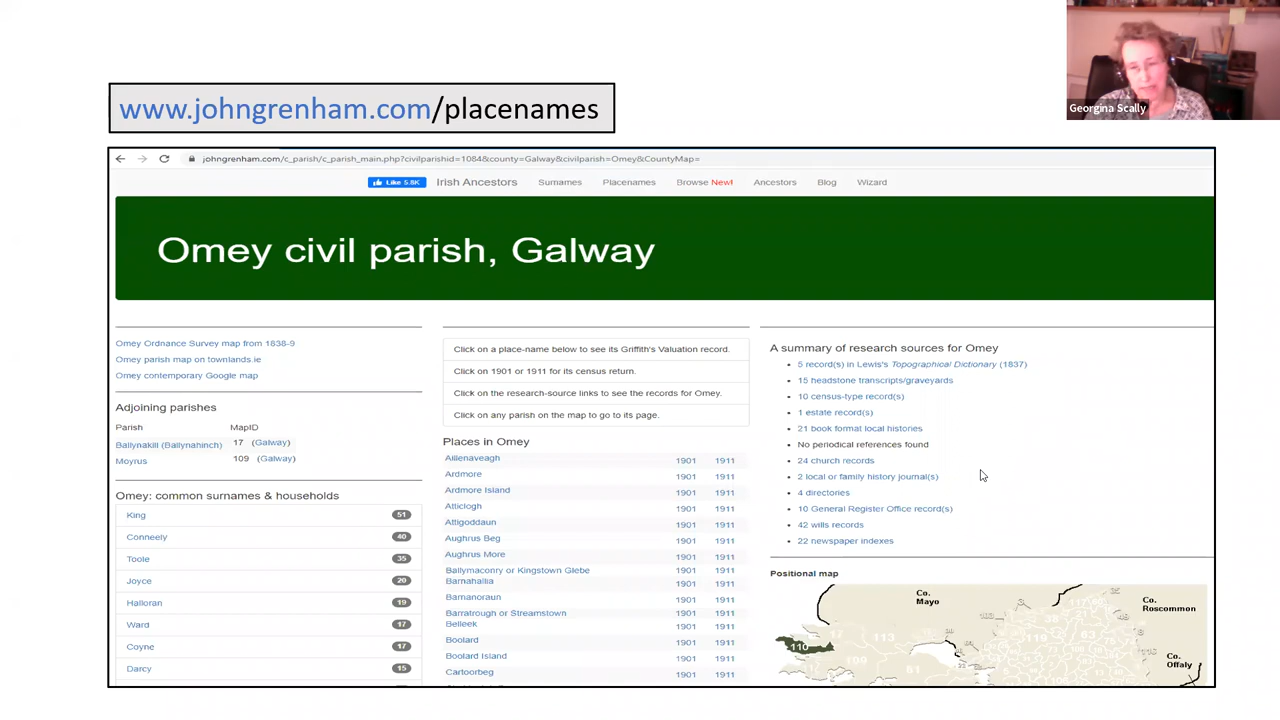 Georgina Scally
www.johngrenham.com/placenames
johngrenham.com/c_parish/c_parish_main.php?civilparishid=1084&county=Galway&civilparish=Omey&CountyMap=
Like 5.8K Irish Ancestors Surnames Placenames Browse New! Ancestors Blog Wizard
Omey civil parish, Galway
Omey Ordnance Survey map from 1838-9
Omey parish map on townlands.ie
Omey contemporary Google map
Adjoining parishes
Parish MapID
Ballynakill (Ballynahinch) 17 (Galway)
Moyrus 109 (Galway)
Omey: common surnames & households
King 51
Conneely 40
Toole 35
Joyce 20
Halloran 19
Ward 17
Coyne 17
Darcy 15
Click on a place-name below to see its Griffith's Valuation record.
Click on 1901 or 1911 for its census return.
Click on the research-source links to see the records for Omey.
Click on any parish on the map to go to its page.
Places in Omey
Aillenaveagh 1901 1911
Ardmore 1901 1911
Ardmore Island 1901 1911
Atticlogh 1901 1911
Attigoddaun 1901 1911
Aughrus Beg 1901 1911
Aughrus More 1901 1911
Ballymaconry or Kingstown Glebe 1901 1911
Barnahallia 1901 1911
Barnanoraun 1901 1911
Barratrough or Streamstown 1901 1911
Belleek 1901 1911
Boolard 1901 1911
Boolard Island 1901 1911
Cartoorbeg 1901 1911
A summary of research sources for Omey
5 record(s) in Lewis's Topographical Dictionary (1837)
15 headstone transcripts/graveyards
10 census-type record(s)
1 estate record(s)
21 book format local histories
No periodical references found
24 church records
2 local or family history journal(s)
4 directories
10 General Register Office record(s)
42 wills records
22 newspaper indexes
Positional map
Co. Mayo
Co. Roscommon
Co. Offaly
110
113
109
61
119
38
63